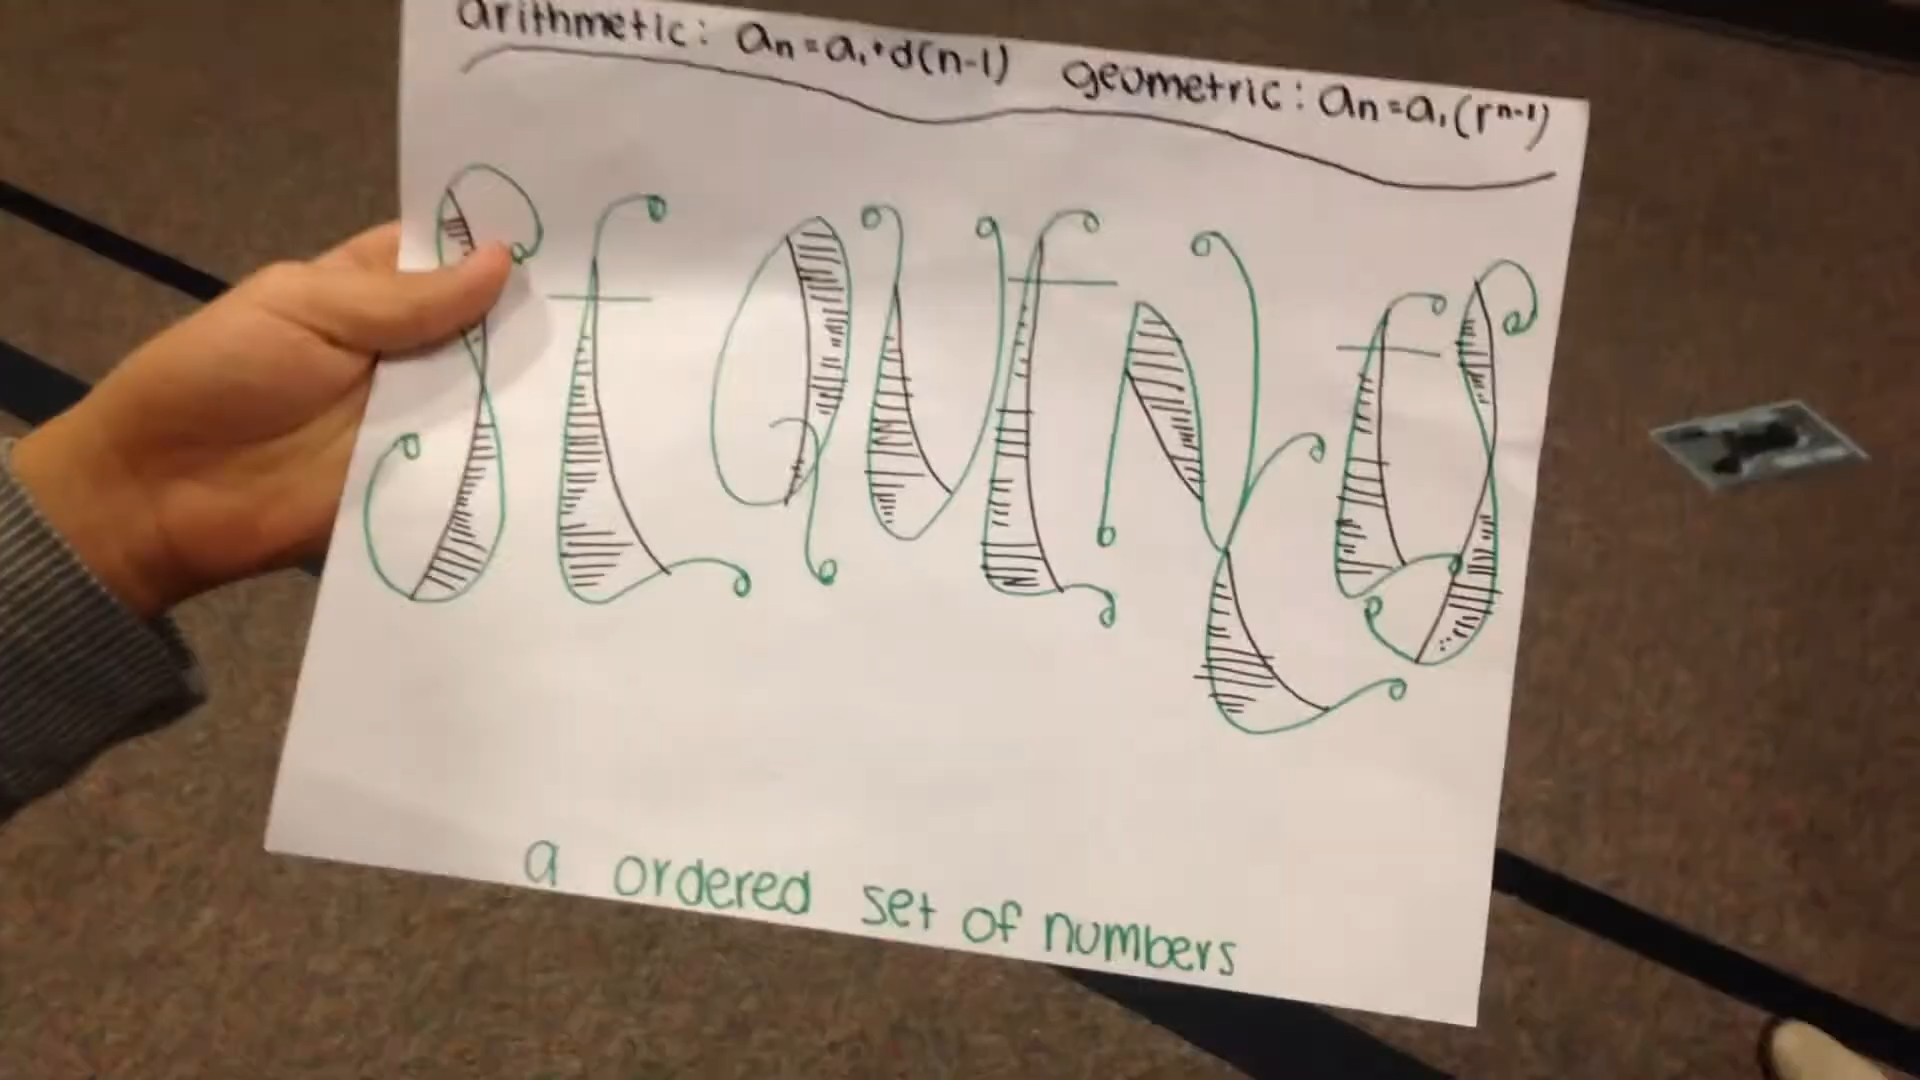 arithmetic: aₙ=a₁+d(n-1) geometric: aₙ=a₁(rⁿ⁻¹)
SEQUENCES
a ordered set of numbers